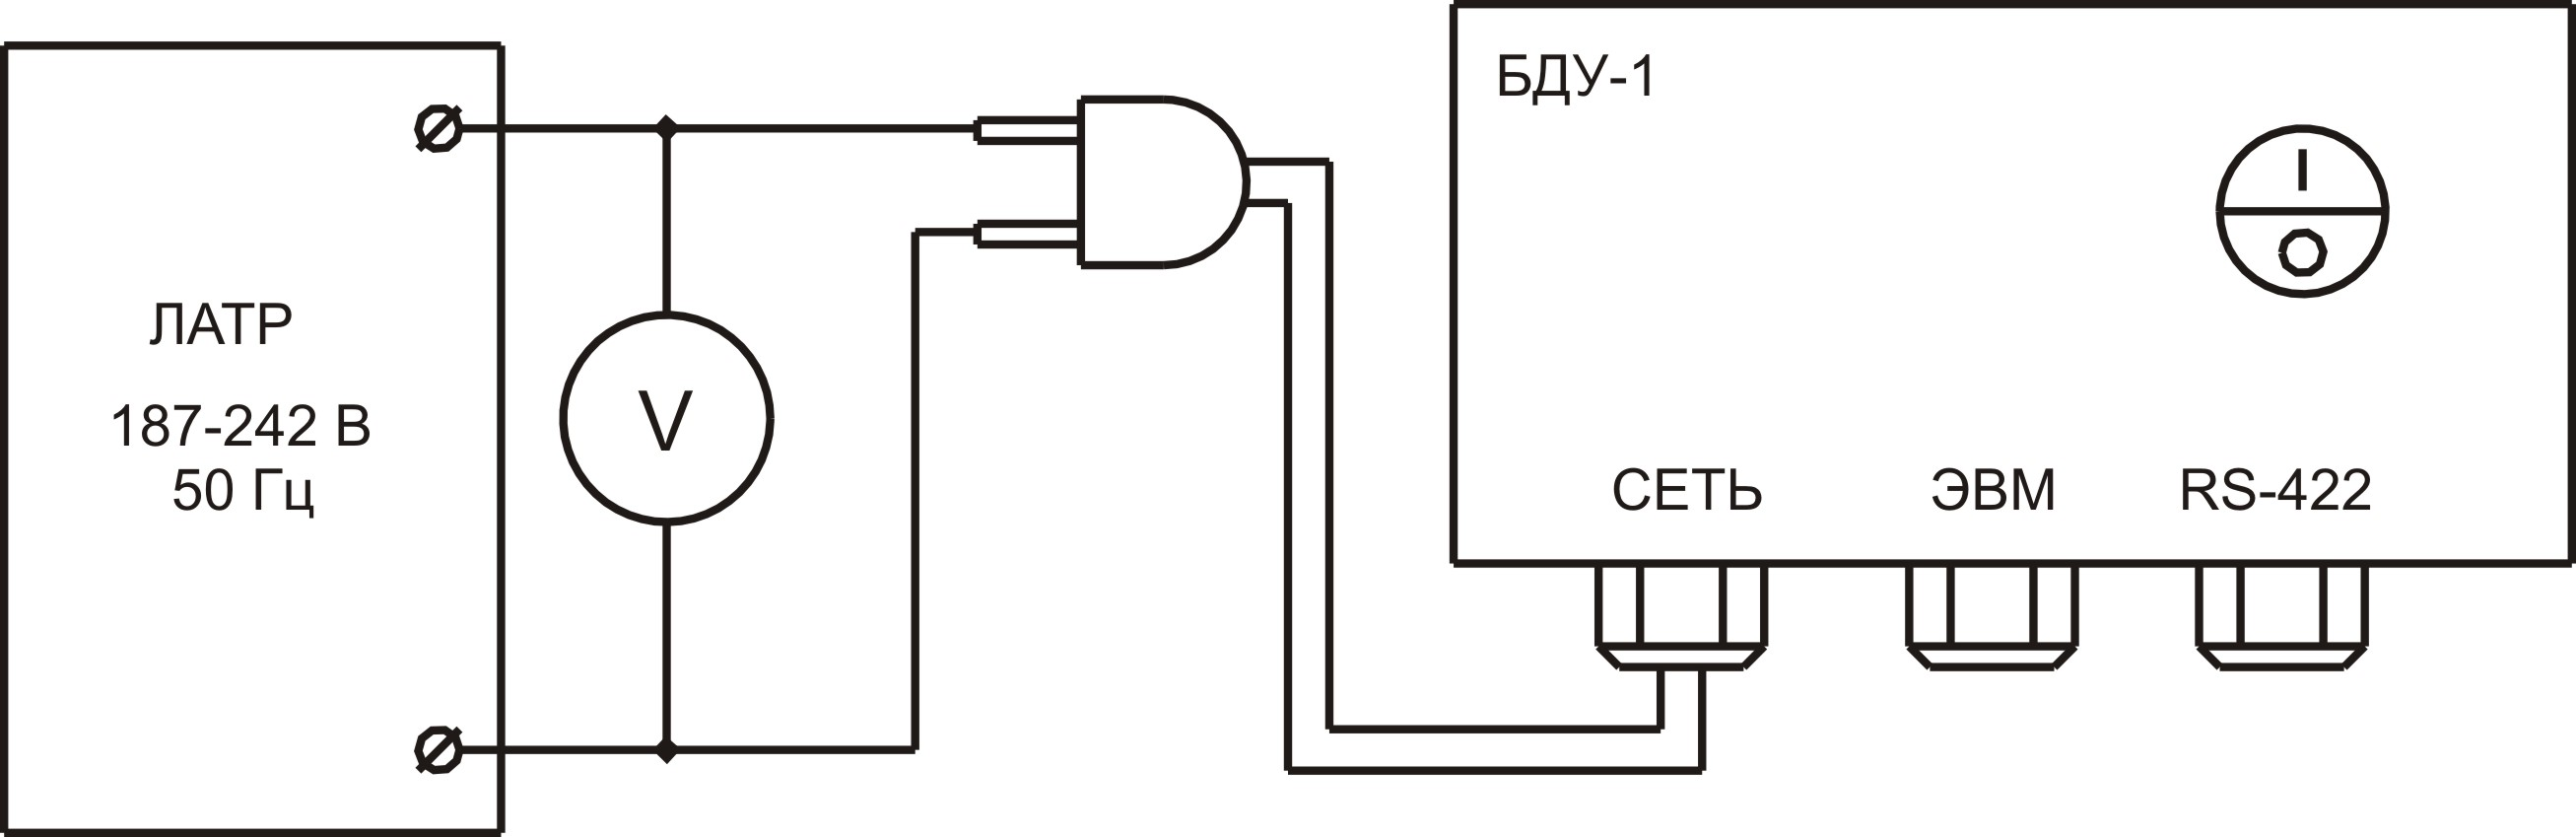 БДУ-1
I
O
ЛАТР
187-242 В
50 Гц
V
СЕТЬ
ЭВМ
RS-422